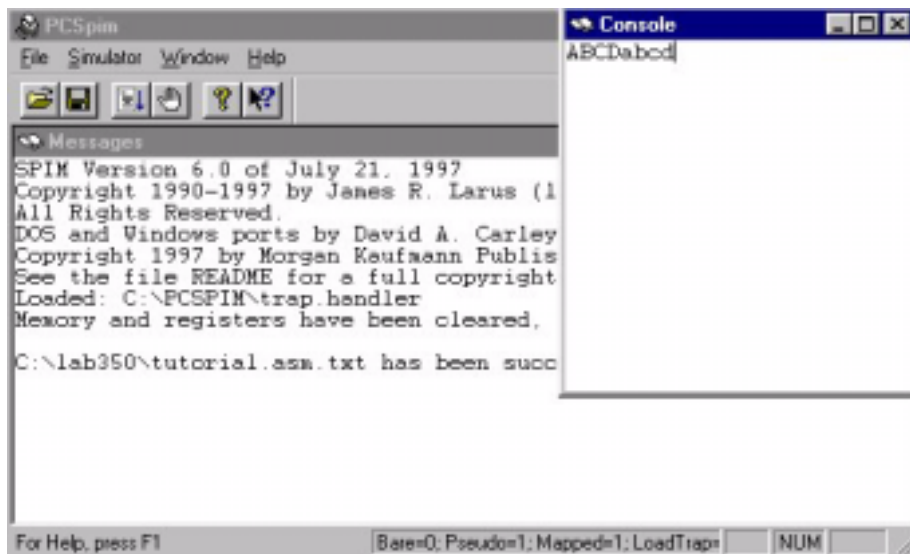 PCSpim
File Simulator Window Help
Messages
SPIM Version 6.0 of July 21, 1997
Copyright 1990-1997 by James R. Larus (l
All Rights Reserved.
DOS and Windows ports by David A. Carley
Copyright 1997 by Morgan Kaufmann Publis
See the file README for a full copyright
Loaded: C:\PCSPIM\trap.handler
Memory and registers have been cleared,
C:\lab350\tutorial.asm.txt has been succ
Console
ABCDabcd
For Help, press F1
Bare=0; Pseudo=1; Mapped=1; LoadTrap=
NUM